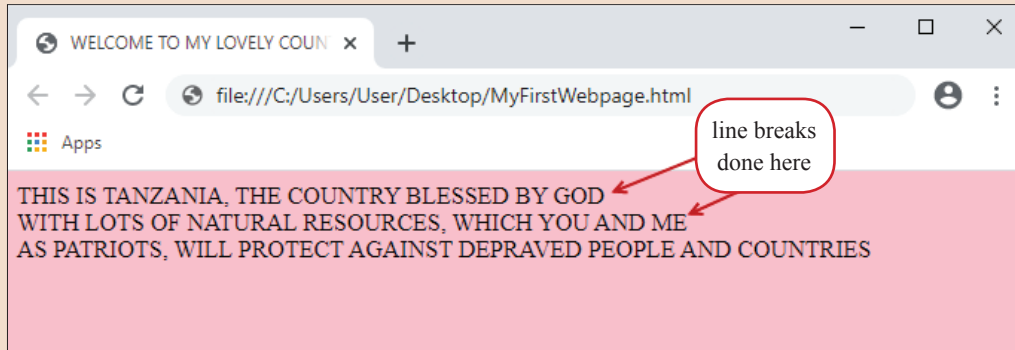 WELCOME TO MY LOVELY COUN
file:///C:/Users/User/Desktop/MyFirstWebpage.html
Apps
line breaks
done here
THIS IS TANZANIA, THE COUNTRY BLESSED BY GOD
WITH LOTS OF NATURAL RESOURCES, WHICH YOU AND ME
AS PATRIOTS, WILL PROTECT AGAINST DEPRAVED PEOPLE AND COUNTRIES